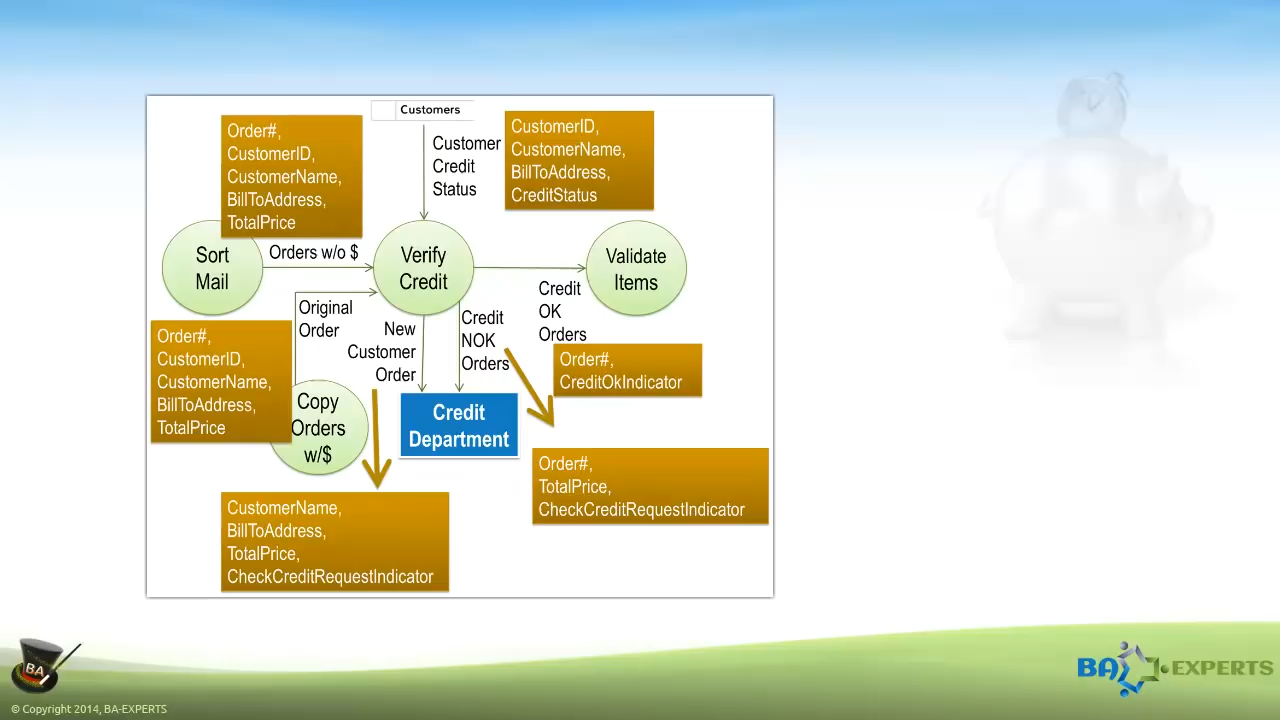 Customers
Order#,
CustomerID,
CustomerName,
BillToAddress,
TotalPrice
Customer
Credit
Status
CustomerID,
CustomerName,
BillToAddress,
CreditStatus
Sort
Mail
Orders w/o $
Verify
Credit
Validate
Items
Original
Order
New
Customer
Order
Credit
NOK
Orders
Credit
OK
Orders
Order#,
CustomerID,
CustomerName,
BillToAddress,
TotalPrice
Order#,
CreditOkIndicator
Copy
Orders
w/$
Credit
Department
Order#,
TotalPrice,
CheckCreditRequestIndicator
CustomerName,
BillToAddress,
TotalPrice,
CheckCreditRequestIndicator
BA
BA EXPERTS
© Copyright 2014, BA-EXPERTS